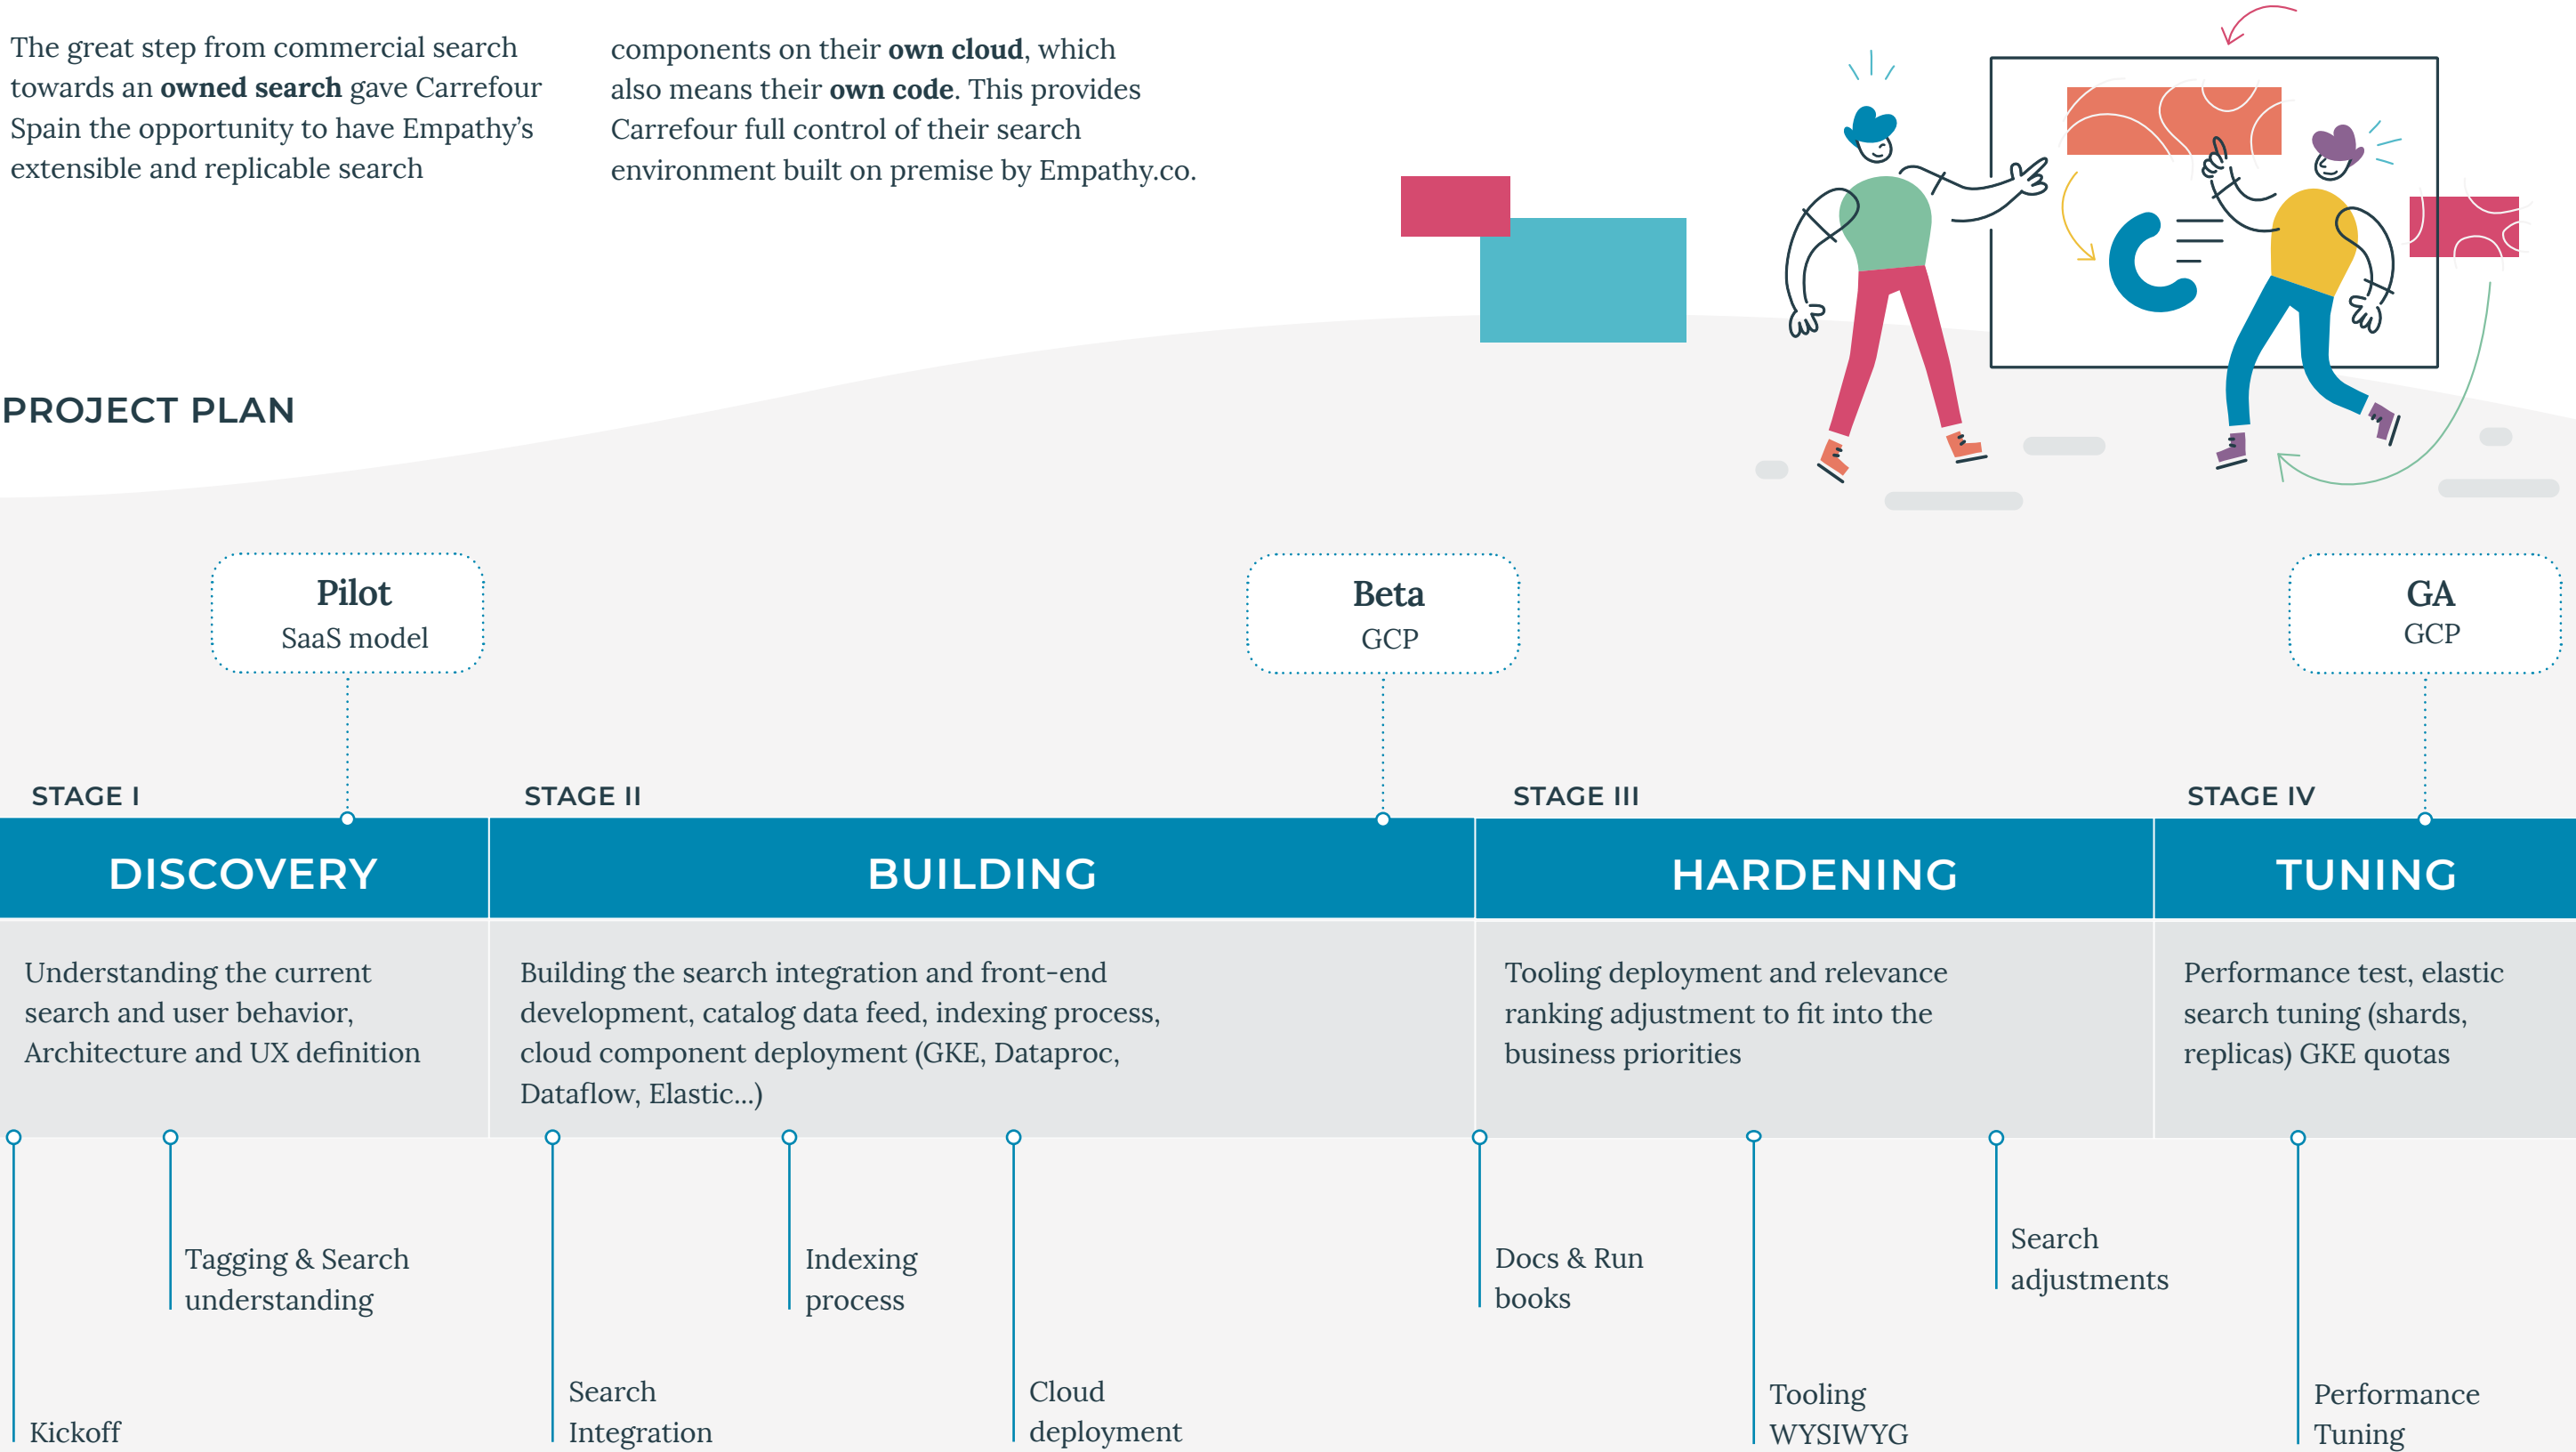 The great step from commercial search
towards an owned search gave Carrefour
Spain the opportunity to have Empathy’s
extensible and replicable search
components on their own cloud, which
also means their own code. This provides
Carrefour full control of their search
environment built on premise by Empathy.co.
PROJECT PLAN
Pilot
SaaS model
Beta
GCP
GA
GCP
STAGE I
STAGE II
STAGE III
STAGE IV
DISCOVERY
BUILDING
HARDENING
TUNING
Understanding the current
search and user behavior,
Architecture and UX definition
Building the search integration and front-end
development, catalog data feed, indexing process,
cloud component deployment (GKE, Dataproc,
Dataflow, Elastic...)
Tooling deployment and relevance
ranking adjustment to fit into the
business priorities
Performance test, elastic
search tuning (shards,
replicas) GKE quotas
Kickoff
Tagging & Search
understanding
Search
Integration
Indexing
process
Cloud
deployment
Docs & Run
books
Tooling
WYSIWYG
Search
adjustments
Performance
Tuning